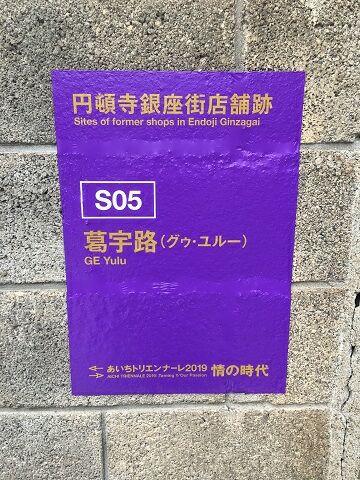 円頓寺銀座街店舗跡
Sites of former shops in Endoji Ginzagai
S05
葛宇路(グゥ・ユルー)
GE Yulu
あいちトリエンナーレ2019 情の時代
AICHI TRIENNALE 2019: Taming Y/Our Passion